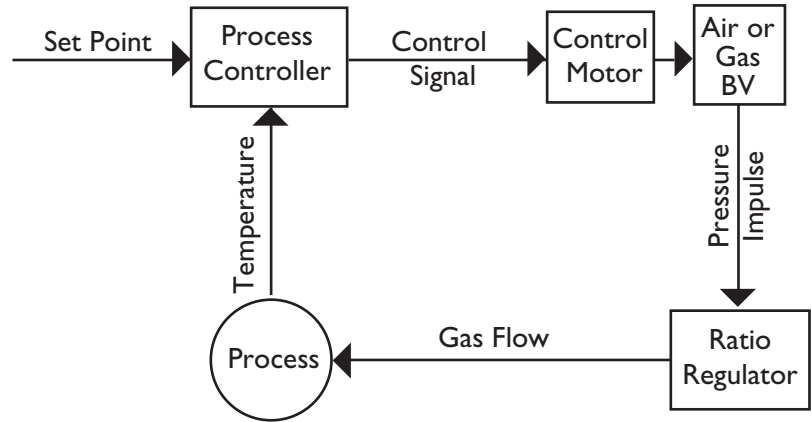 Set Point
Process
Controller
Control
Signal
Control
Motor
Air or
Gas
BV
Pressure
Impulse
Temperature
Process
Gas Flow
Ratio
Regulator